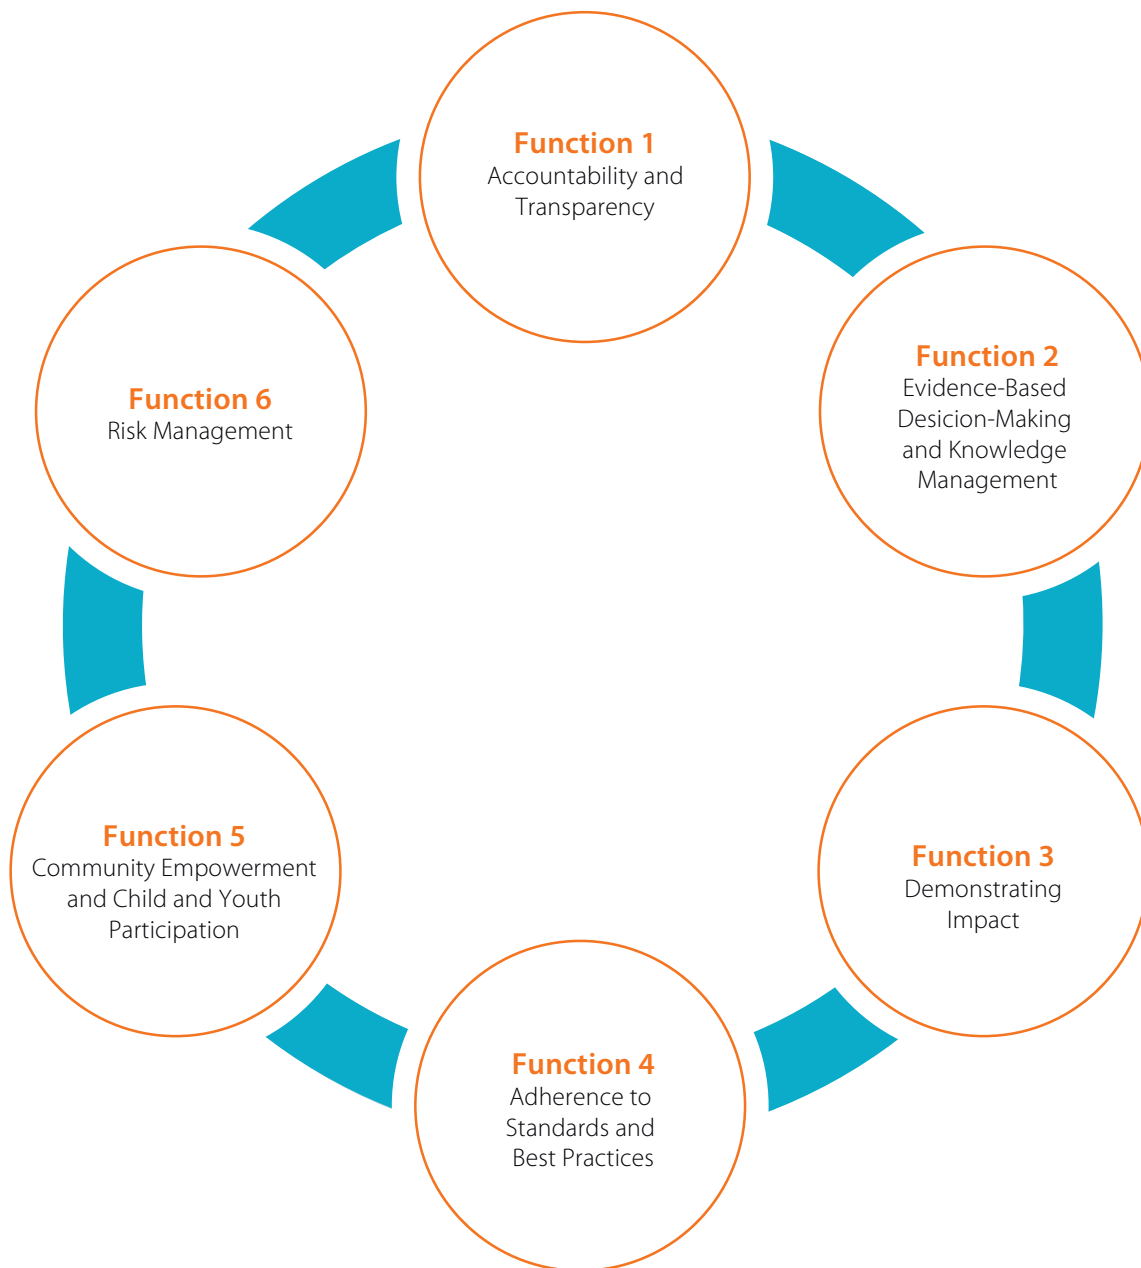 Function 1
Accountability and
Transparency
Function 2
Evidence-Based
Desicion-Making
and Knowledge
Management
Function 3
Demonstrating
Impact
Function 4
Adherence to
Standards and
Best Practices
Function 5
Community Empowerment
and Child and Youth
Participation
Function 6
Risk Management